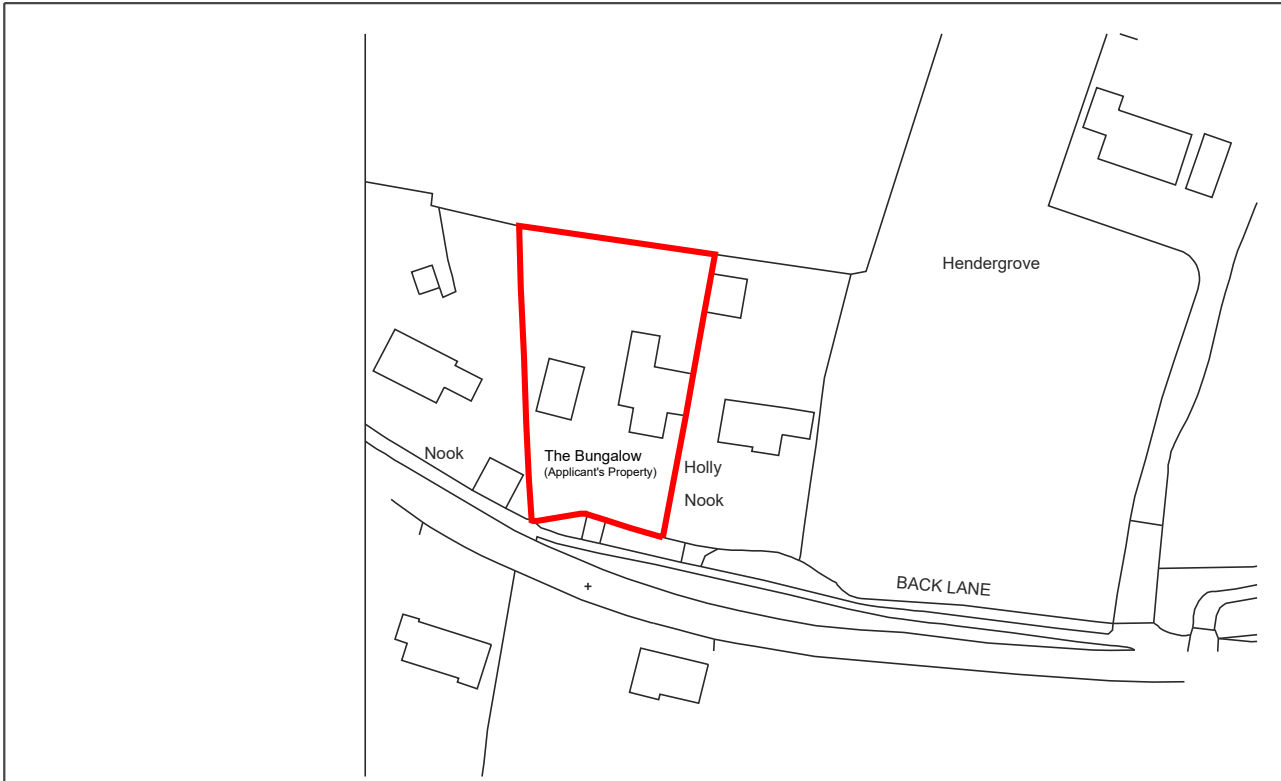 Hendergrove
Nook
The Bungalow
(Applicant's Property)
Holly
Nook
BACK LANE